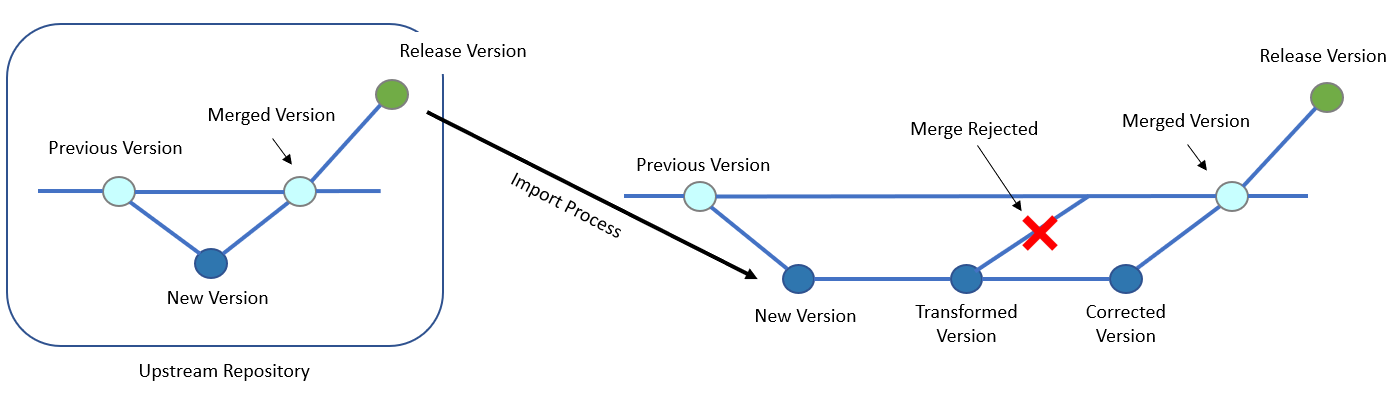 Release Version
Merged Version
Previous Version
New Version
Upstream Repository
Import Process
Release Version
Merge Rejected
Merged Version
Previous Version
New Version
Transformed
Version
Corrected
Version